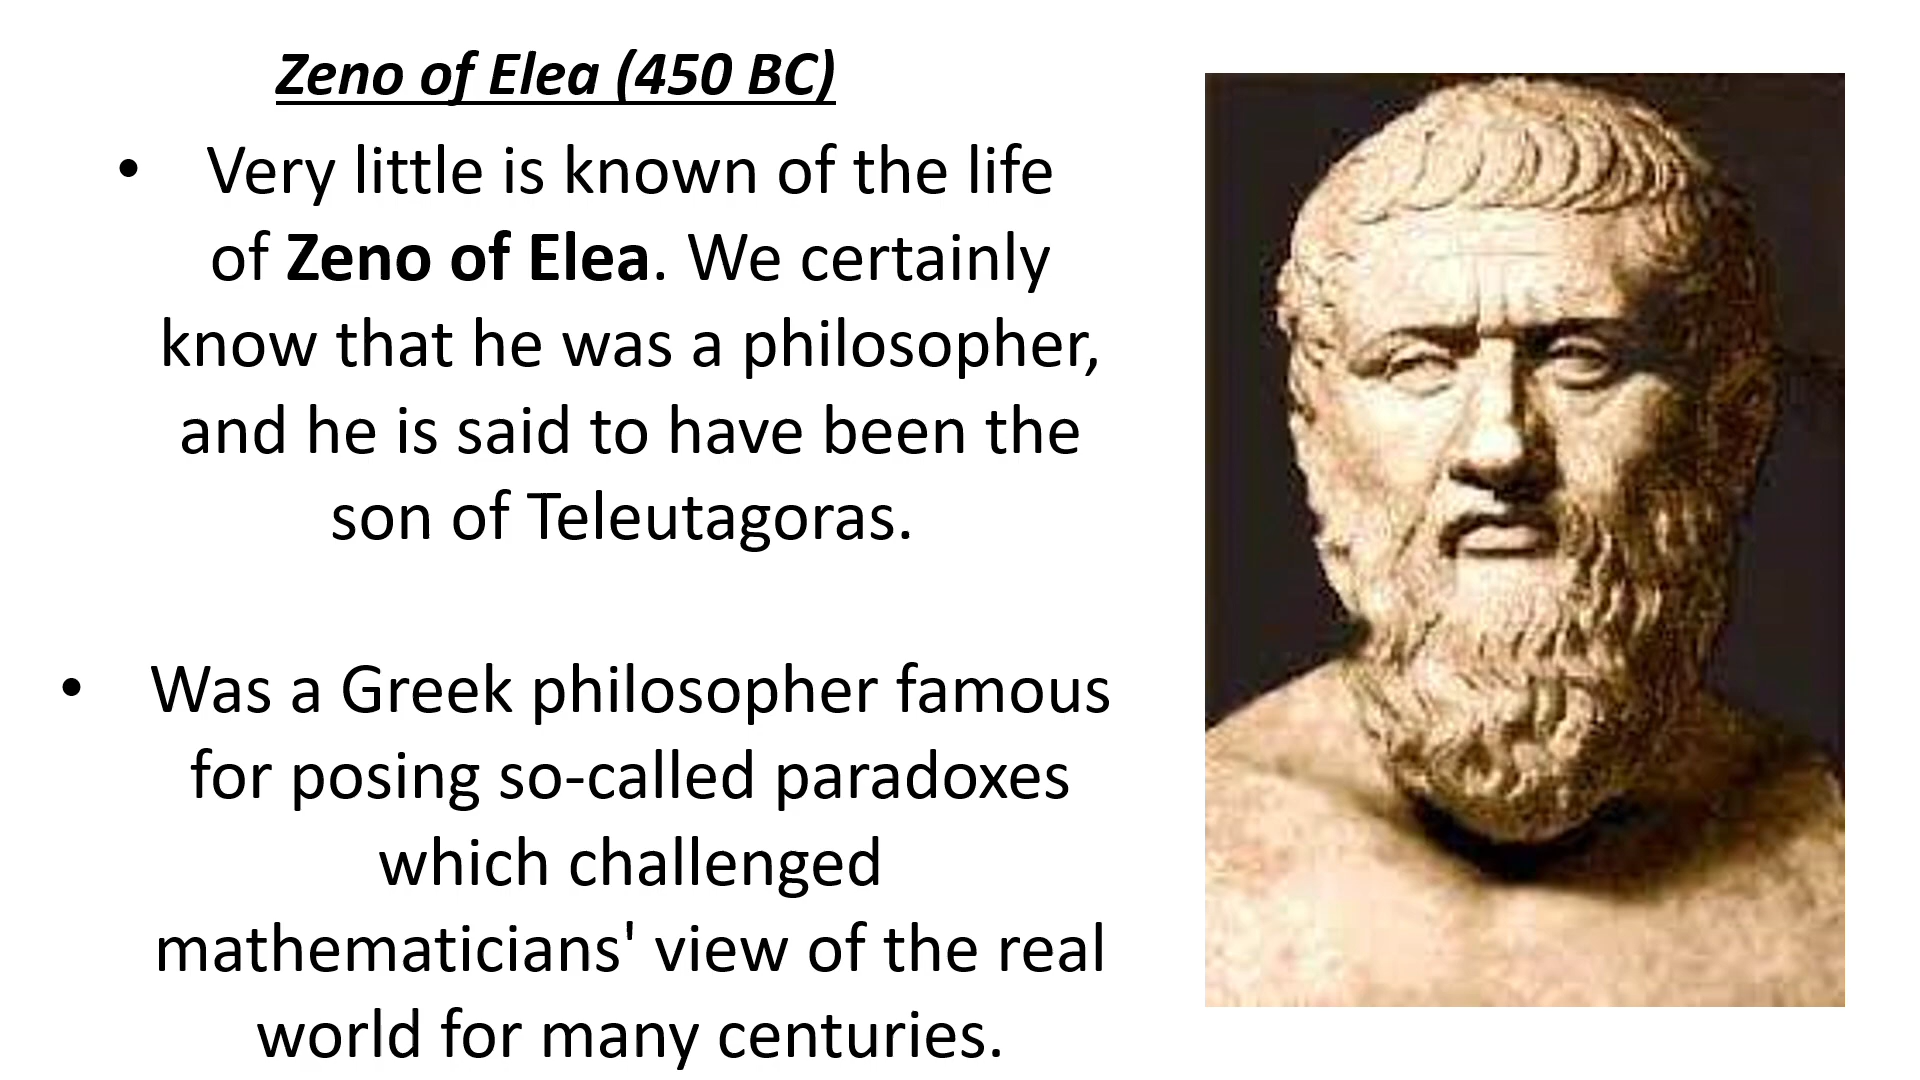 Zeno of Elea (450 BC)
• Very little is known of the life
of Zeno of Elea. We certainly
know that he was a philosopher,
and he is said to have been the
son of Teleutagoras.
• Was a Greek philosopher famous
for posing so-called paradoxes
which challenged
mathematicians' view of the real
world for many centuries.